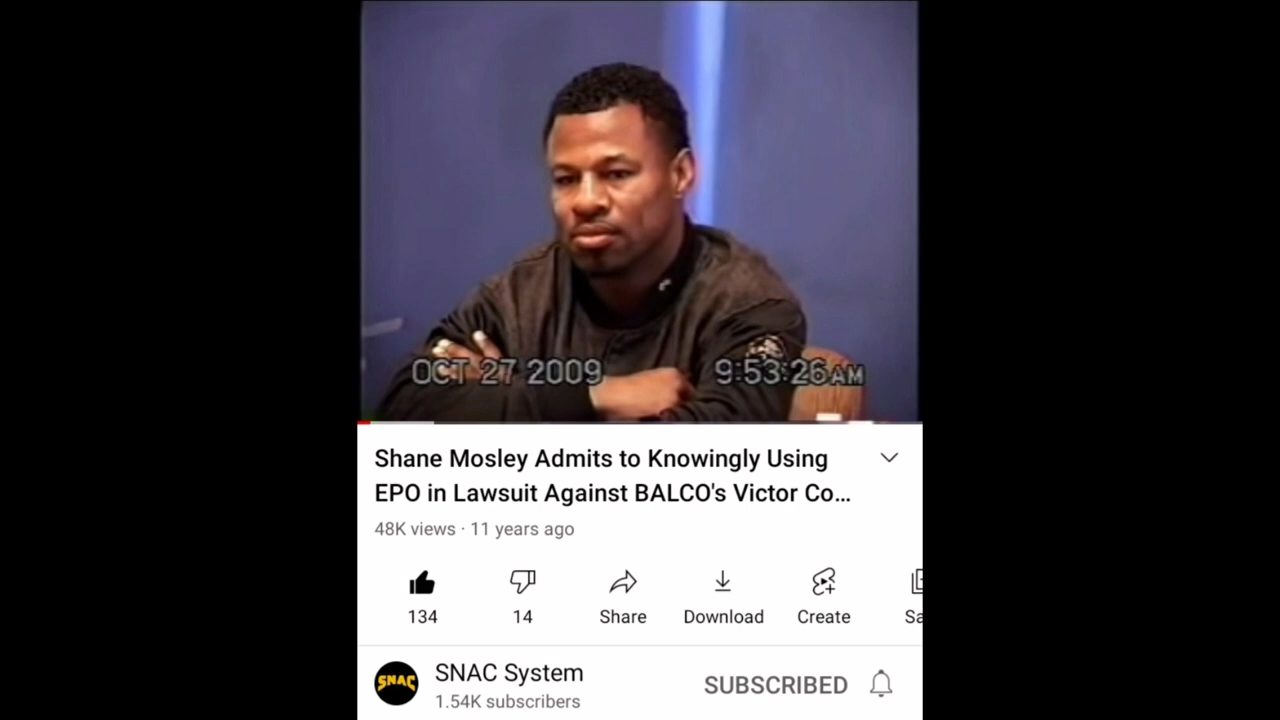 OCT 27 2009 9:53:26AM
Shane Mosley Admits to Knowingly Using
EPO in Lawsuit Against BALCO's Victor Co...
48K views · 11 years ago
134 14 Share Download Create Sa
SNAC
SNAC System
SUBSCRIBED
1.54K subscribers